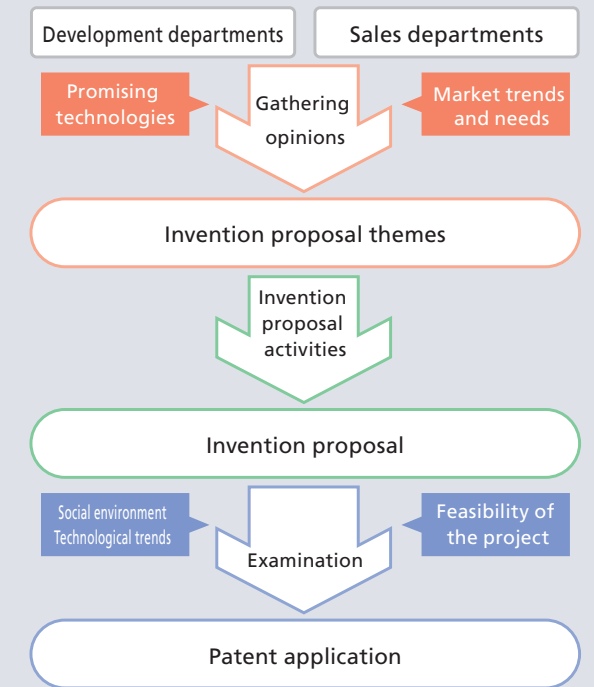 Development departments
Sales departments
Promising
technologies
Gathering
opinions
Market trends
and needs
Invention proposal themes
Invention
proposal
activities
Invention proposal
Social environment
Technological trends
Examination
Feasibility of
the project
Patent application